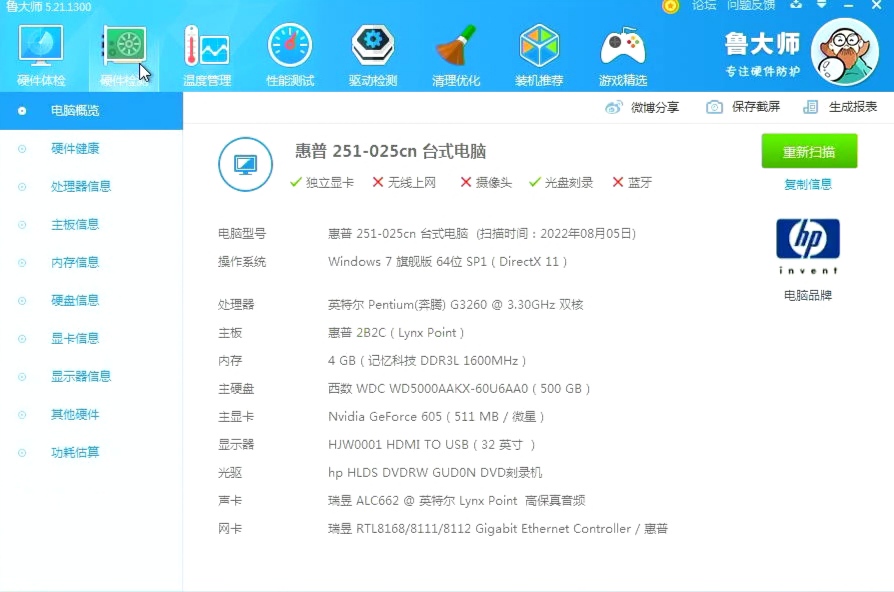 鲁大师 5.21.1300
论坛 问题反馈
硬件体检 硬件检测 温度管理 性能测试 驱动检测 清理优化 装机推荐 游戏精选
鲁大师
专注硬件防护
微博分享 保存截屏 生成报表
电脑概览
硬件健康
处理器信息
主板信息
内存信息
硬盘信息
显卡信息
显示器信息
其他硬件
功耗估算
惠普 251-025cn 台式电脑
独立显卡 无线上网 摄像头 光盘刻录 蓝牙
重新扫描
复制信息
hp
invent
电脑品牌
电脑型号 惠普 251-025cn 台式电脑 (扫描时间：2022年08月05日)
操作系统 Windows 7 旗舰版 64位 SP1 ( DirectX 11 )
处理器 英特尔 Pentium(奔腾) G3260 @ 3.30GHz 双核
主板 惠普 2B2C ( Lynx Point )
内存 4 GB ( 记忆科技 DDR3L 1600MHz )
主硬盘 西数 WDC WD5000AAKX-60U6AA0 ( 500 GB )
主显卡 Nvidia GeForce 605 ( 511 MB / 微星 )
显示器 HJW0001 HDMI TO USB ( 32 英寸 )
光驱 hp HLDS DVDRW GUD0N DVD刻录机
声卡 瑞昱 ALC662 @ 英特尔 Lynx Point 高保真音频
网卡 瑞昱 RTL8168/8111/8112 Gigabit Ethernet Controller / 惠普